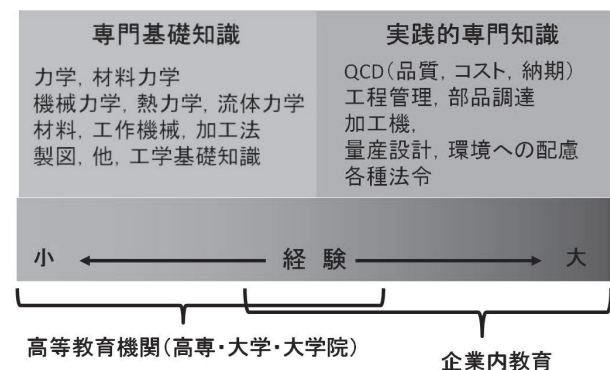 専門基礎知識
力学, 材料力学
機械力学, 熱力学, 流体力学
材料, 工作機械, 加工法
製図, 他, 工学基礎知識
実践的専門知識
QCD(品質, コスト, 納期)
工程管理, 部品調達
加工機,
量産設計, 環境への配慮
各種法令
小 経 験 大
高等教育機関(高専・大学・大学院)
企業内教育